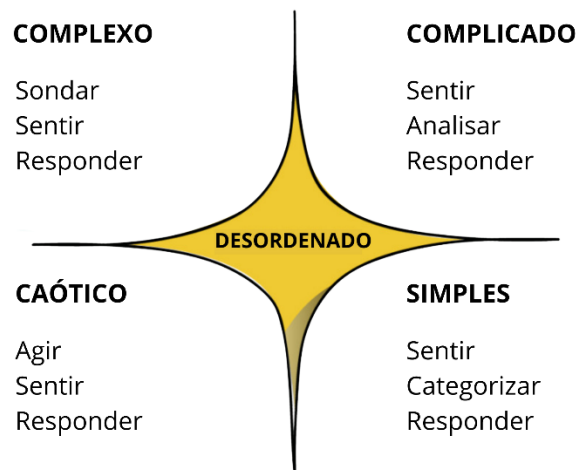 COMPLEXO
Sondar
Sentir
Responder
COMPLICADO
Sentir
Analisar
Responder
DESORDENADO
CAÓTICO
Agir
Sentir
Responder
SIMPLES
Sentir
Categorizar
Responder